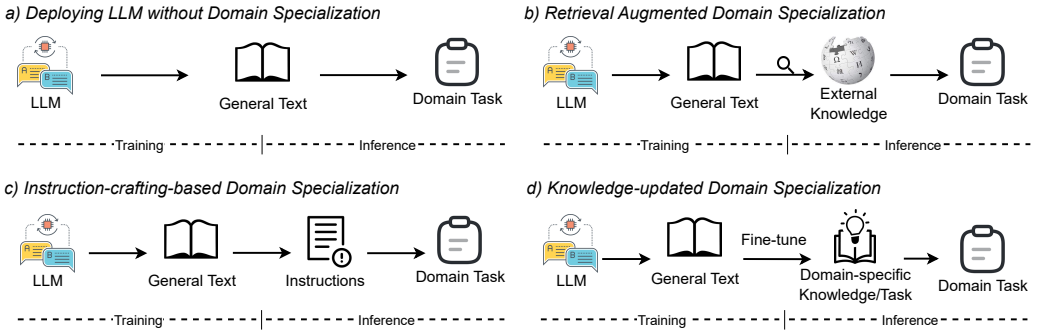 a) Deploying LLM without Domain Specialization
A
B
LLM
General Text
Domain Task
Training
Inference
b) Retrieval Augmented Domain Specialization
A
B
LLM
General Text
Ω
W
И
External
Knowledge
Domain Task
Training
Inference
c) Instruction-crafting-based Domain Specialization
A
B
LLM
General Text
Instructions
Domain Task
Training
Inference
d) Knowledge-updated Domain Specialization
A
B
LLM
General Text
Fine-tune
Domain-specific
Knowledge/Task
Domain Task
Training
Inference